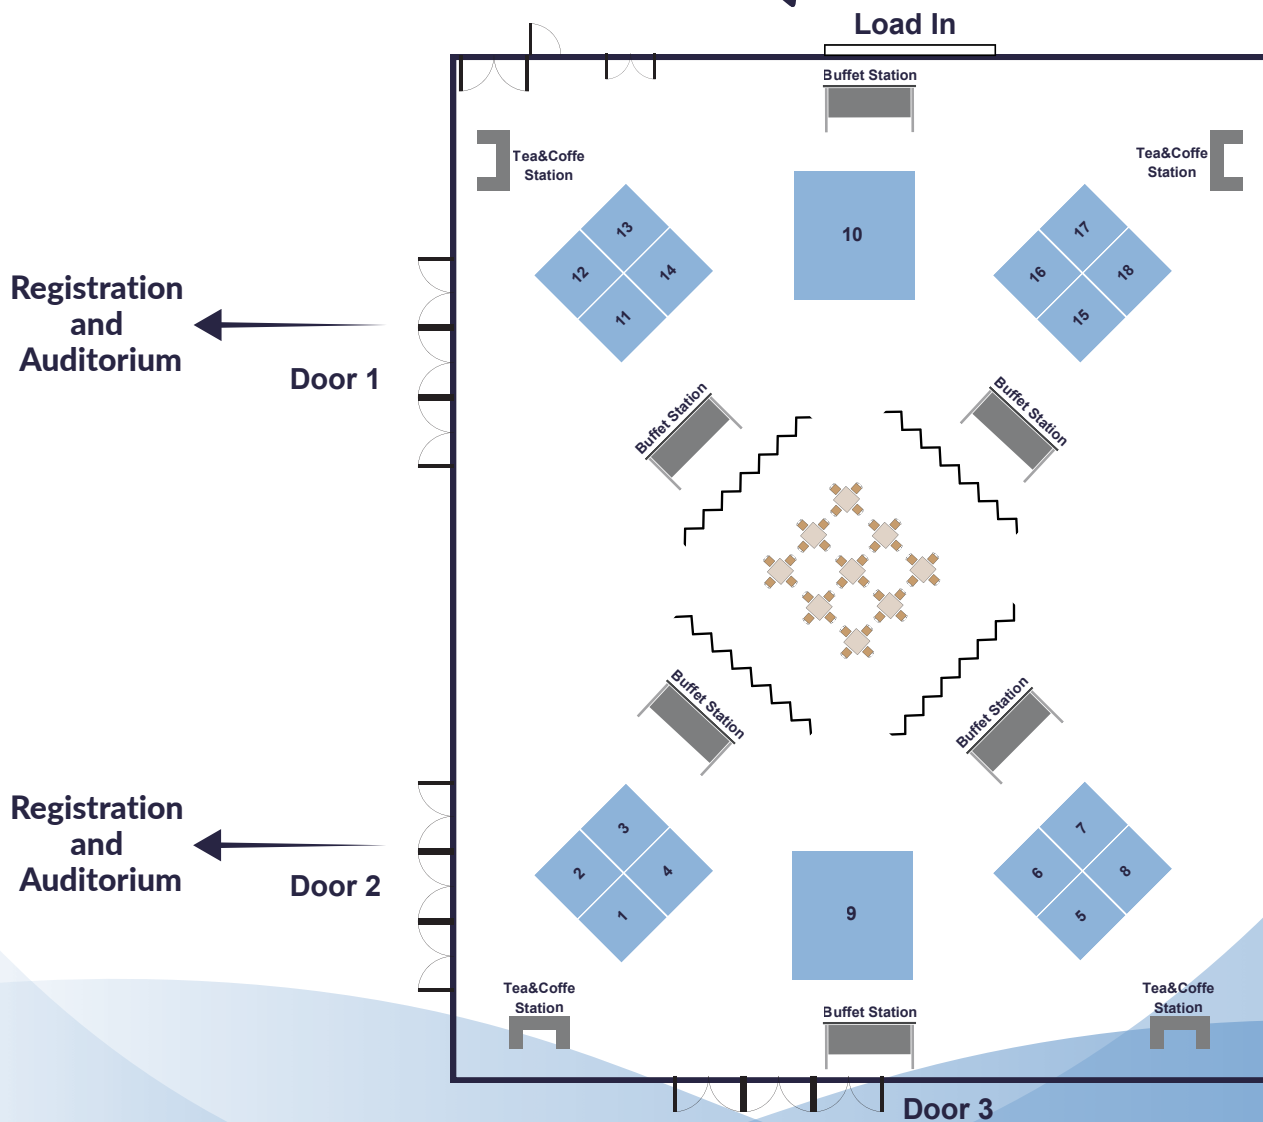 Load In
Buffet Station
Tea&Coffe
Station
Tea&Coffe
Station
13
12
14
11
10
17
16
18
15
Registration
and
Auditorium
Door 1
Buffet Station
Buffet Station
Buffet Station
Buffet Station
Registration
and
Auditorium
Door 2
3
2
4
1
9
7
6
8
5
Tea&Coffe
Station
Buffet Station
Tea&Coffe
Station
Door 3